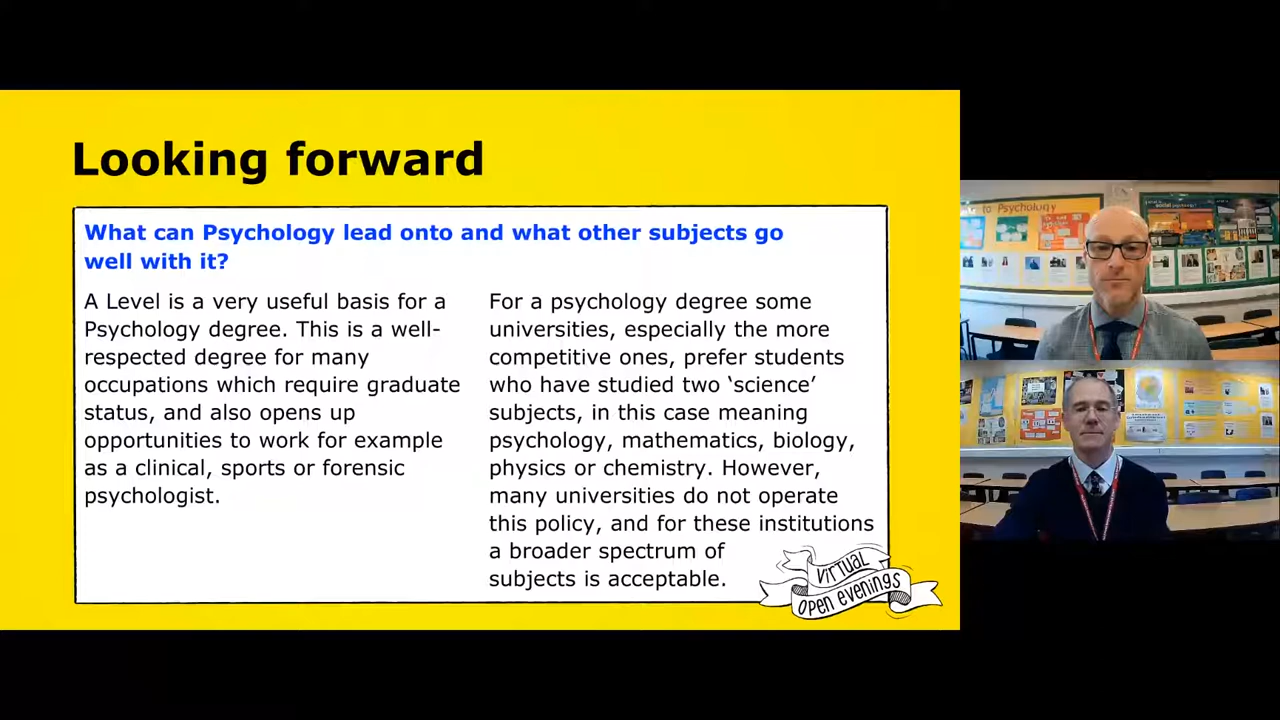 Looking forward
What can Psychology lead onto and what other subjects go
well with it?
A Level is a very useful basis for a
Psychology degree. This is a well-
respected degree for many
occupations which require graduate
status, and also opens up
opportunities to work for example
as a clinical, sports or forensic
psychologist.
For a psychology degree some
universities, especially the more
competitive ones, prefer students
who have studied two ‘science’
subjects, in this case meaning
psychology, mathematics, biology,
physics or chemistry. However,
many universities do not operate
this policy, and for these institutions
a broader spectrum of
subjects is acceptable.
VIRTUAL
OPEN EVENINGS
to Psychology
social psychology?